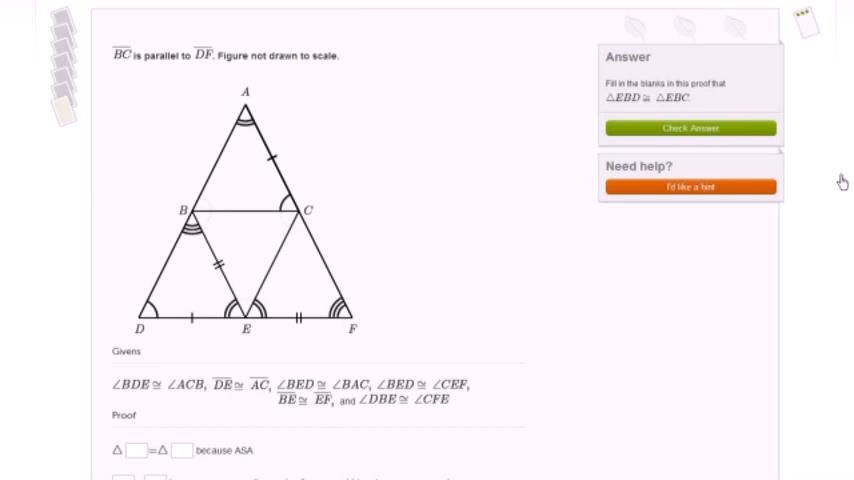 BC is parallel to DF. Figure not drawn to scale.
Answer
Fill in the blanks in this proof that
△EBD ≅ △EBC.
Check Answer
Need help?
I'd like a hint
A
B
C
D
E
F
Givens
∠BDE ≅ ∠ACB, DE ≅ AC, ∠BED ≅ ∠BAC, ∠BED ≅ ∠CEF,
BE ≅ EF, and ∠DBE ≅ ∠CFE
Proof
△ = △ because ASA